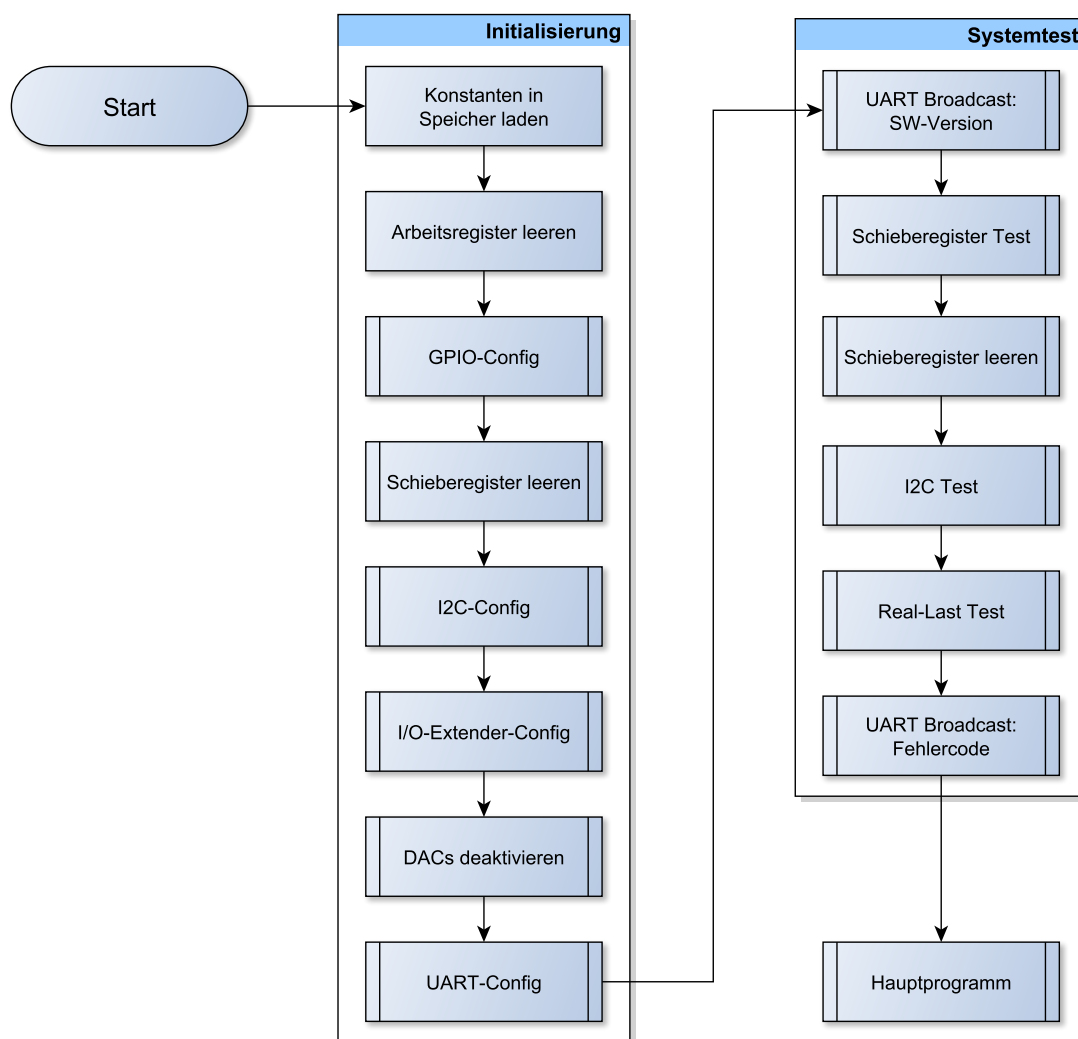 Start
Initialisierung
Konstanten in
Speicher laden
Arbeitsregister leeren
GPIO-Config
Schieberegister leeren
I2C-Config
I/O-Extender-Config
DACs deaktivieren
UART-Config
Systemtest
UART Broadcast:
SW-Version
Schieberegister Test
Schieberegister leeren
I2C Test
Real-Last Test
UART Broadcast:
Fehlercode
Hauptprogramm